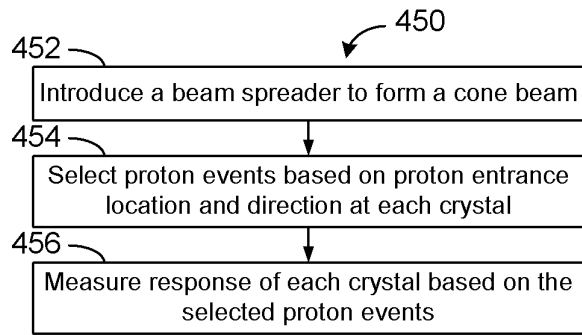 450
452
Introduce a beam spreader to form a cone beam
454
Select proton events based on proton entrance
location and direction at each crystal
456
Measure response of each crystal based on the
selected proton events